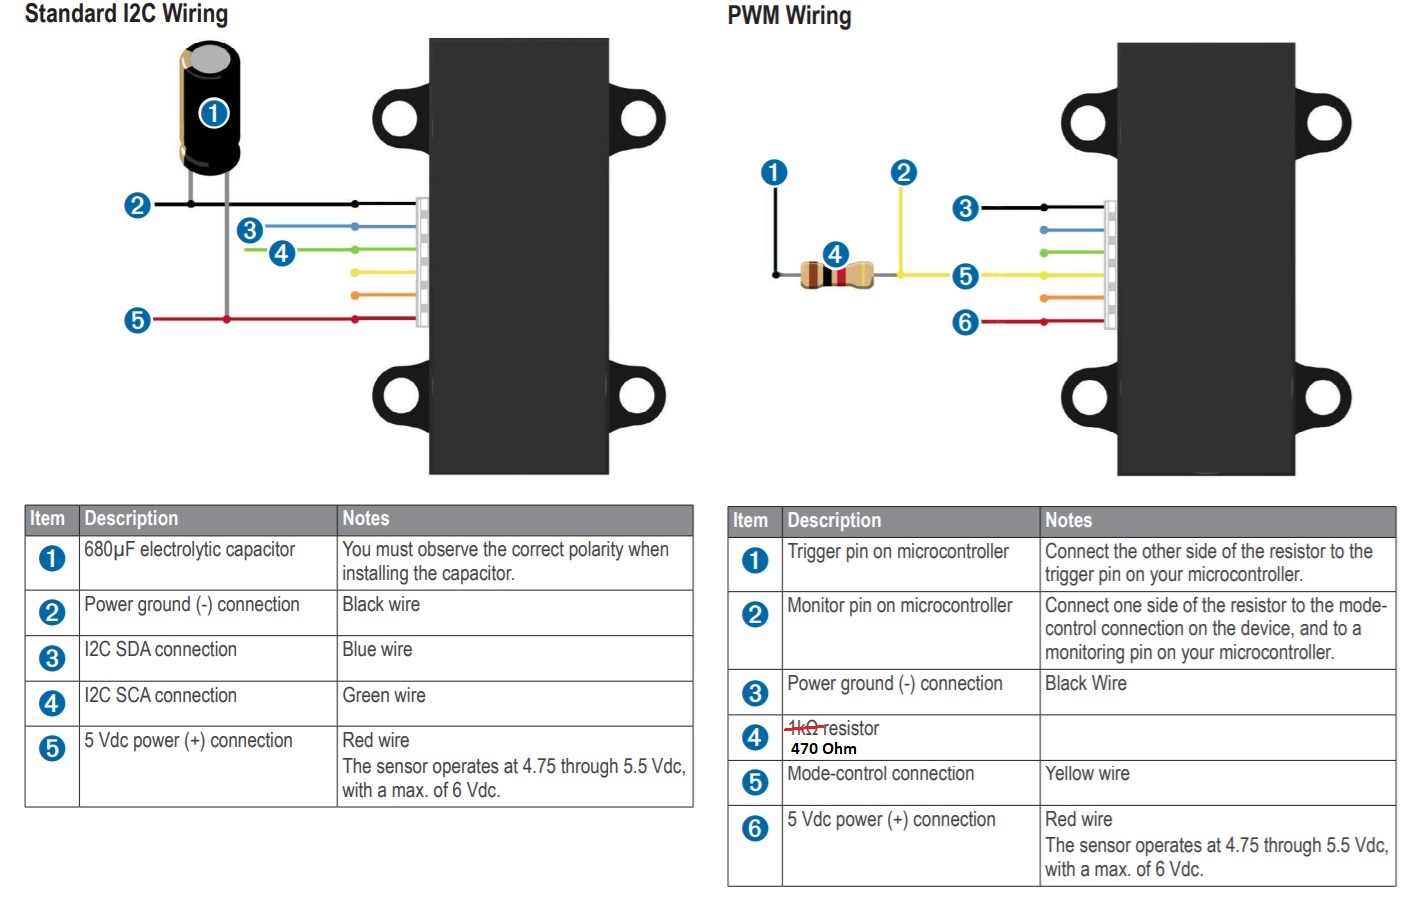 Standard I2C Wiring
1
2
3
4
5
Item Description Notes
1 680µF electrolytic capacitor You must observe the correct polarity when
installing the capacitor.
2 Power ground (-) connection Black wire
3 I2C SDA connection Blue wire
4 I2C SCA connection Green wire
5 5 Vdc power (+) connection Red wire
The sensor operates at 4.75 through 5.5 Vdc,
with a max. of 6 Vdc.
PWM Wiring
1
2
3
4
5
6
Item Description Notes
1 Trigger pin on microcontroller Connect the other side of the resistor to the
trigger pin on your microcontroller.
2 Monitor pin on microcontroller Connect one side of the resistor to the mode-
control connection on the device, and to a
monitoring pin on your microcontroller.
3 Power ground (-) connection Black Wire
4 1kΩ resistor
470 Ohm
5 Mode-control connection Yellow wire
6 5 Vdc power (+) connection Red wire
The sensor operates at 4.75 through 5.5 Vdc,
with a max. of 6 Vdc.